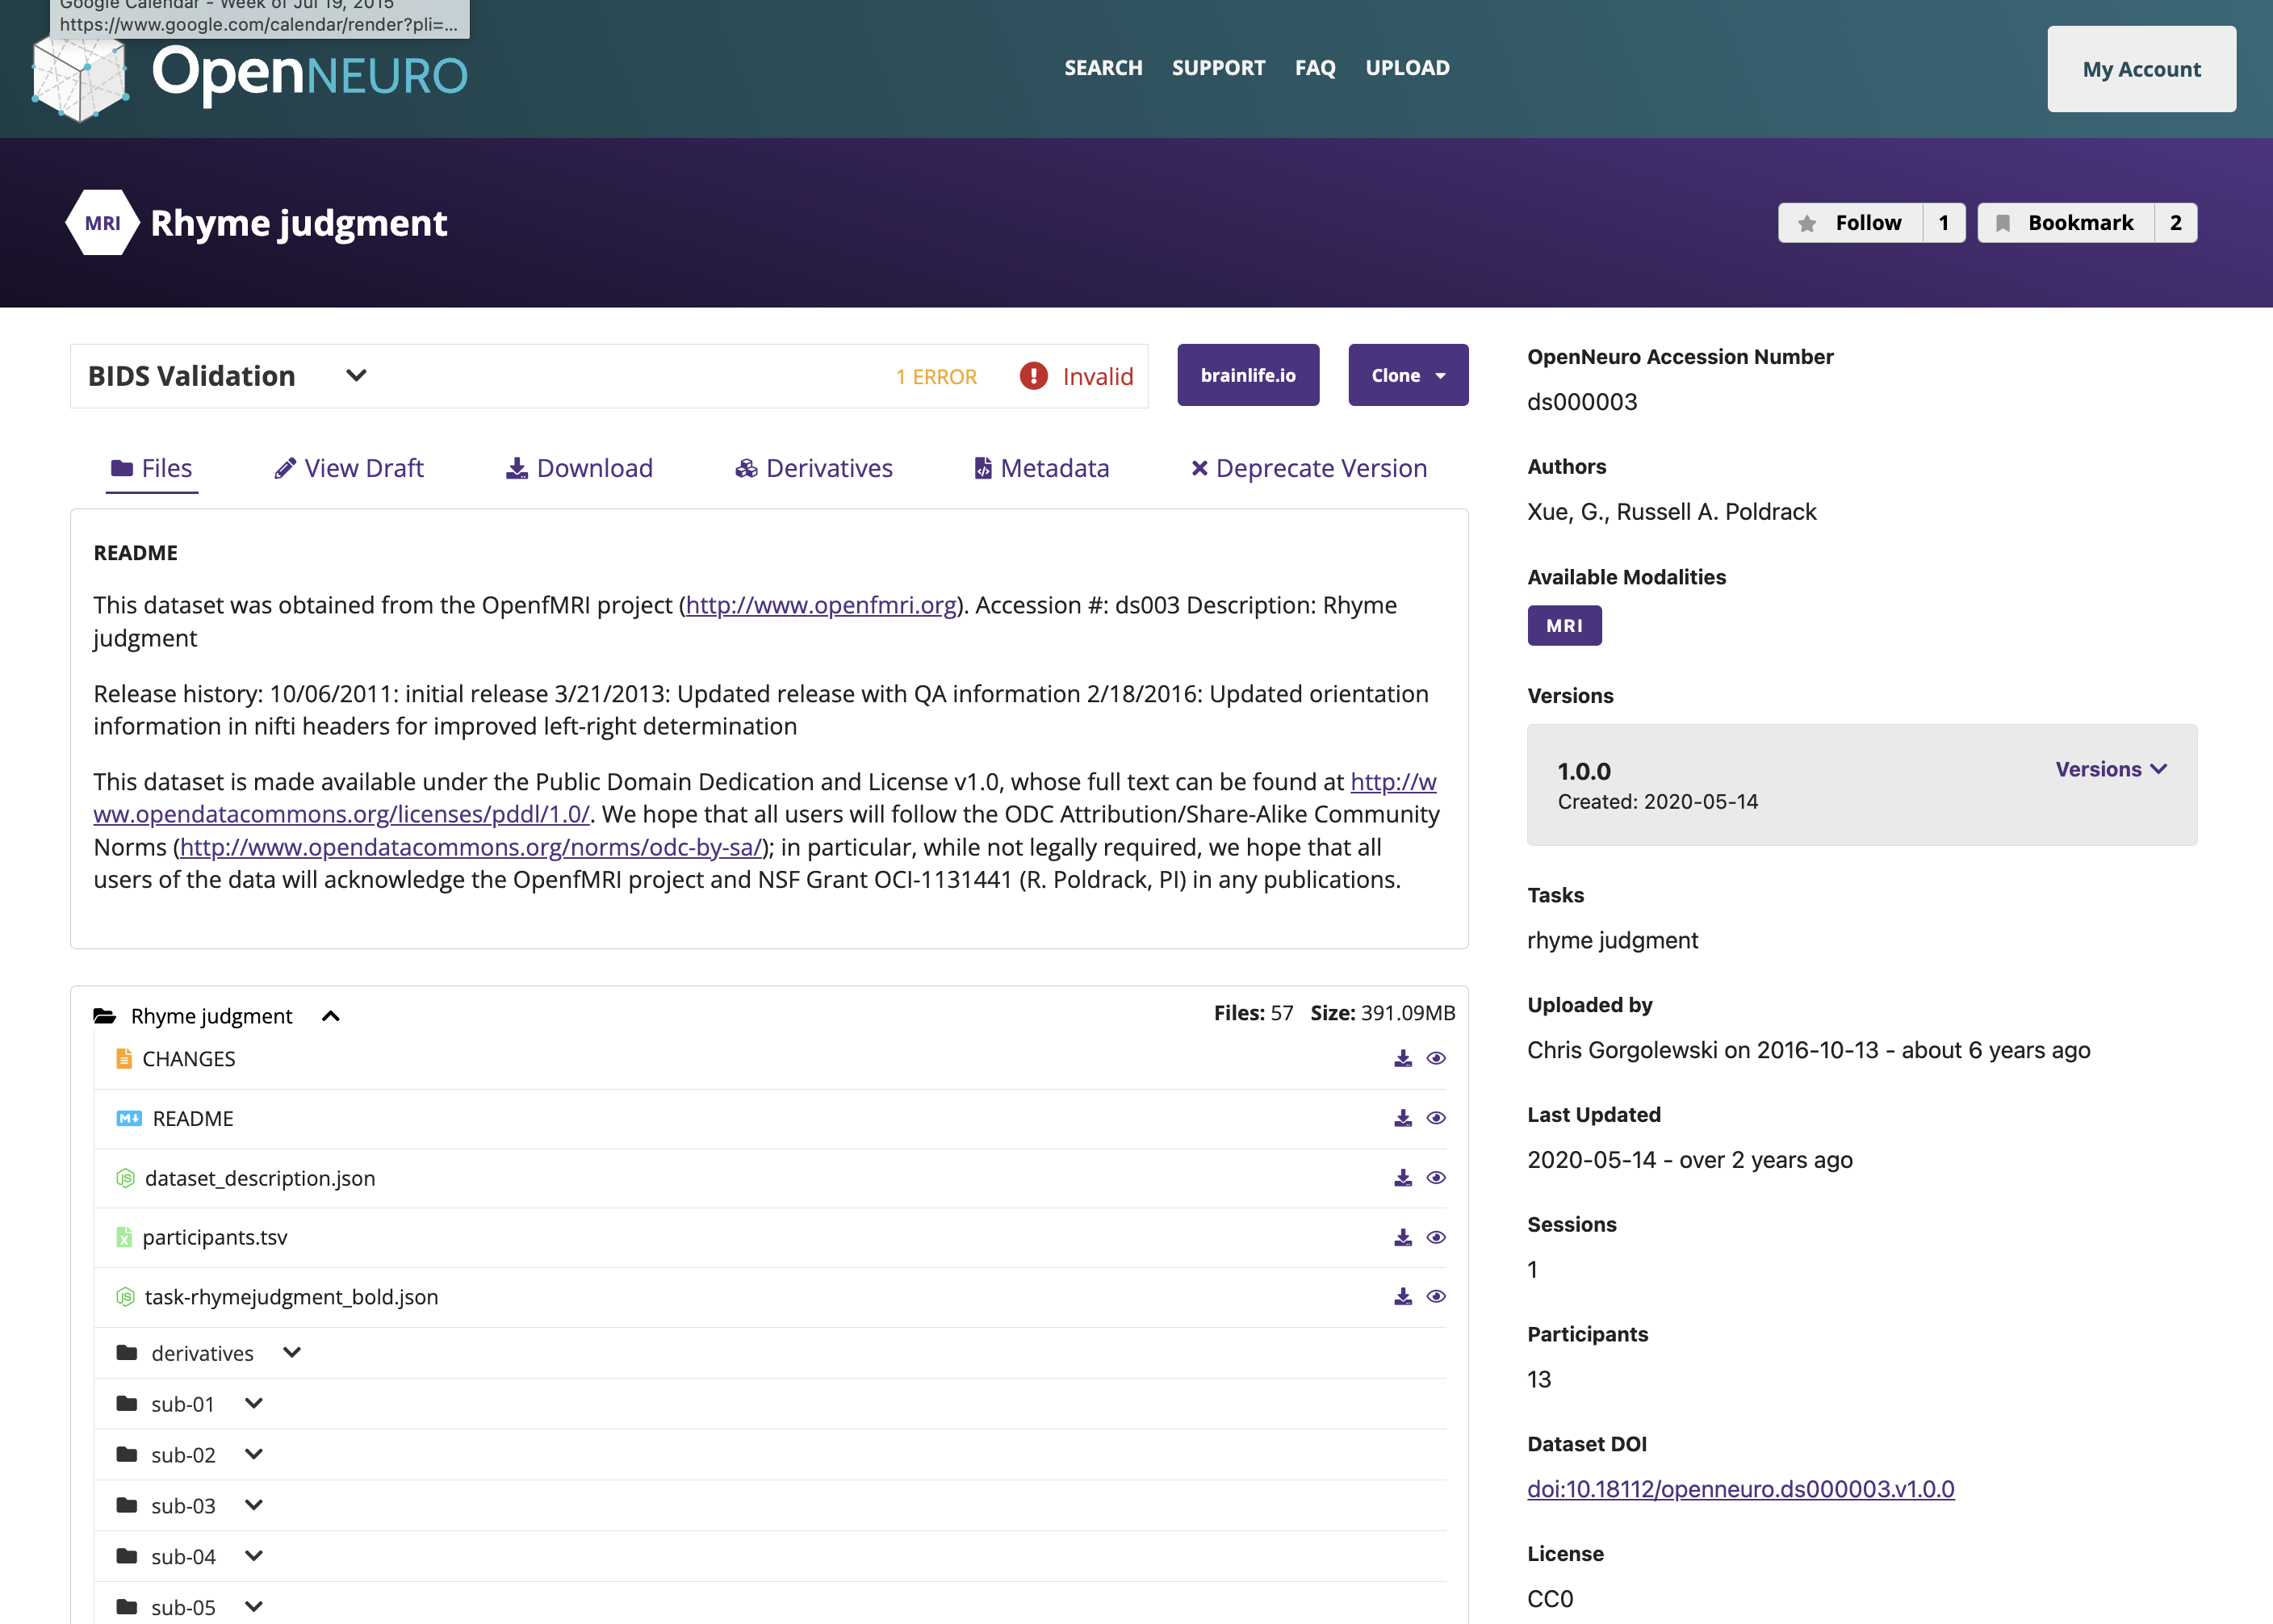 Google Calendar - Week of Jul 19, 2015
https://www.google.com/calendar/render?pli=...
OpenNEURO
SEARCH SUPPORT FAQ UPLOAD
My Account
MRI Rhyme judgment
Follow 1 Bookmark 2
BIDS Validation 1 ERROR Invalid
brainlife.io
Clone
Files View Draft Download Derivatives Metadata Deprecate Version
README
This dataset was obtained from the OpenfMRI project (http://www.openfmri.org). Accession #: ds003 Description: Rhyme
judgment
Release history: 10/06/2011: initial release 3/21/2013: Updated release with QA information 2/18/2016: Updated orientation
information in nifti headers for improved left-right determination
This dataset is made available under the Public Domain Dedication and License v1.0, whose full text can be found at http://w
ww.opendatacommons.org/licenses/pddl/1.0/. We hope that all users will follow the ODC Attribution/Share-Alike Community
Norms (http://www.opendatacommons.org/norms/odc-by-sa/); in particular, while not legally required, we hope that all
users of the data will acknowledge the OpenfMRI project and NSF Grant OCI-1131441 (R. Poldrack, PI) in any publications.
Rhyme judgment
Files: 57 Size: 391.09MB
CHANGES
README
dataset_description.json
participants.tsv
task-rhymejudgment_bold.json
derivatives
sub-01
sub-02
sub-03
sub-04
sub-05
OpenNeuro Accession Number
ds000003
Authors
Xue, G., Russell A. Poldrack
Available Modalities
MRI
Versions
1.0.0
Created: 2020-05-14
Versions
Tasks
rhyme judgment
Uploaded by
Chris Gorgolewski on 2016-10-13 - about 6 years ago
Last Updated
2020-05-14 - over 2 years ago
Sessions
1
Participants
13
Dataset DOI
doi:10.18112/openneuro.ds000003.v1.0.0
License
CC0